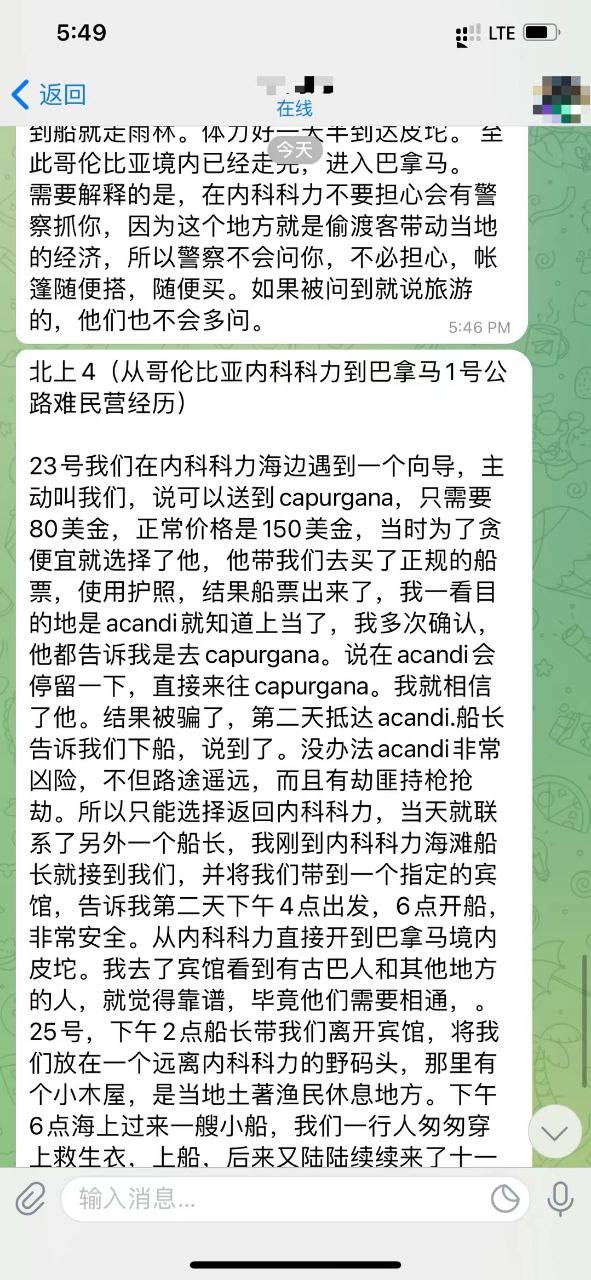 5:49
LTE
返回
在线
到船就走雨林。体力好一天半到达皮坨。至
今天
此哥伦比亚境内已经走完，进入巴拿马。
需要解释的是，在内科科力不要担心会有警
察抓你，因为这个地方就是偷渡客带动当地
的经济，所以警察不会问你，不必担心，帐
篷随便搭，随便买。如果被问到就说旅游
的，他们也不会多问。
5:46 PM
北上4（从哥伦比亚内科科力到巴拿马1号公
路难民营经历）
23号我们在内科科力海边遇到一个向导，主
动叫我们，说可以送到capurgana，只需要
80美金，正常价格是150美金，当时为了贪
便宜就选择了他，他带我们去买了正规的船
票，使用护照，结果船票出来了，我一看目
的地是acandi就知道上当了，我多次确认，
他都告诉我是去capurgana。说在acandi会
停留一下，直接来往capurgana。我就相信
了他。结果被骗了，第二天抵达acandi.船长
告诉我们下船，说到了。没办法acandi非常
凶险，不但路途遥远，而且有劫匪持枪抢
劫。所以只能选择返回内科科力，当天就联
系了另外一个船长，我刚到内科科力海滩船
长就接到我们，并将我们带到一个指定的宾
馆，告诉我第二天下午4点出发，6点开船，
非常安全。从内科科力直接开到巴拿马境内
皮坨。我去了宾馆看到有古巴人和其他地方
的人，就觉得靠谱，毕竟他们需要相通，。
25号，下午2点船长带我们离开宾馆，将我
们放在一个远离内科科力的野码头，那里有
个小木屋，是当地土著渔民休息地方。下午
6点海上过来一艘小船，我们一行人匆匆穿
上救生衣，上船，后来又陆陆续续来了十一
输入消息...